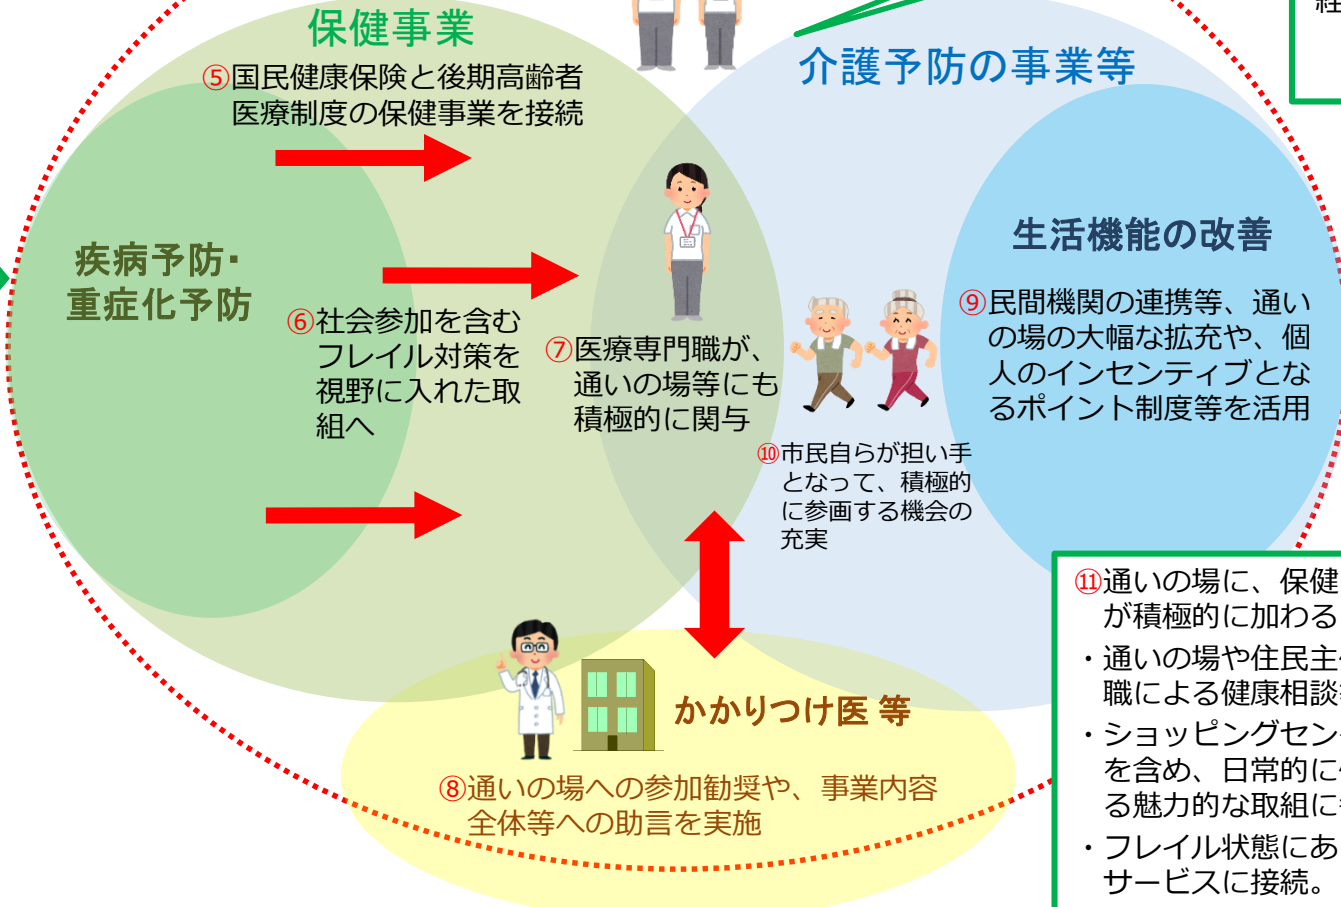 保健事業
⑤国民健康保険と後期高齢者
医療制度の保健事業を接続
介護予防の事業等
疾病予防・
重症化予防
⑥社会参加を含む
フレイル対策を
視野に入れた取
組へ
⑦医療専門職が、
通いの場等にも
積極的に関与
生活機能の改善
⑨民間機関の連携等、通い
の場の大幅な拡充や、個
人のインセンティブとな
るポイント制度等を活用
⑩市民自らが担い手
となって、積極的
に参画する機会の
充実
かかりつけ医 等
⑧通いの場への参加勧奨や、事業内容
全体等への助言を実施
⑪通いの場に、保健
が積極的に加わる
・通いの場や住民主
職による健康相談
・ショッピングセン
を含め、日常的に
る魅力的な取組に
・フレイル状態にあ
サービスに接続。